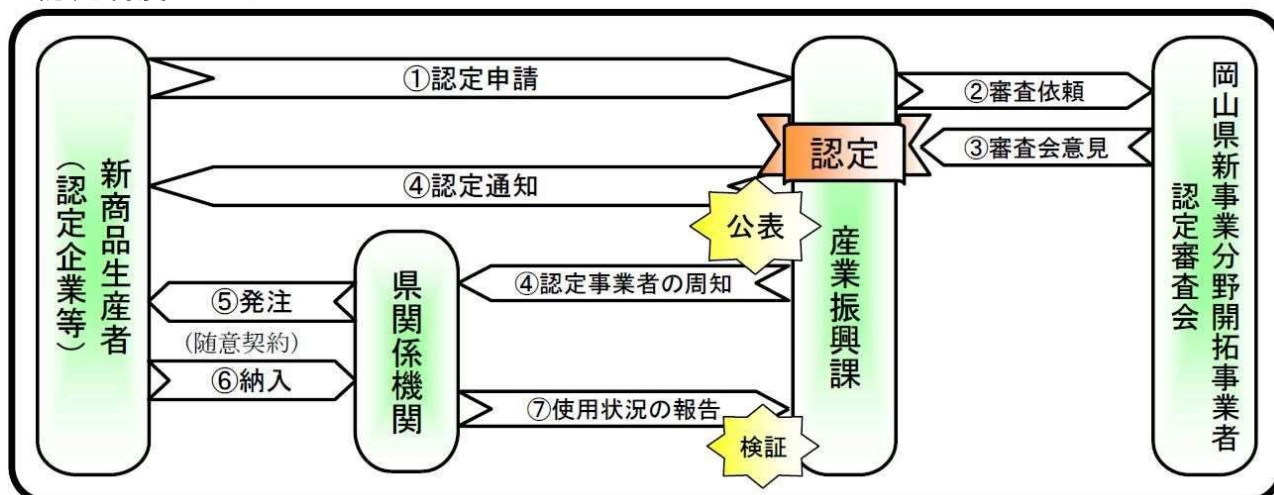 ①認定申請
②審査依頼
認定
③審査会意見
④認定通知
公表
④認定事業者の周知
⑤発注
(随意契約)
⑥納入
⑦使用状況の報告
検証
新商品生産者
(認定企業等)
県関係機関
産業振興課
岡山県新事業分野開拓事業者
認定審査会